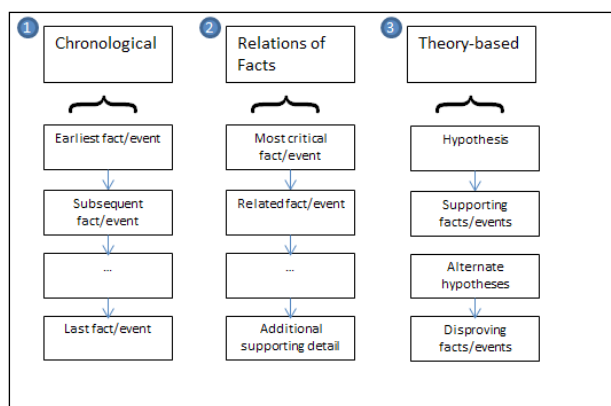 1
Chronological
Earliest fact/event
Subsequent
fact/event
...
Last fact/event
2
Relations of
Facts
Most critical
fact/event
Related fact/event
...
Additional
supporting detail
3
Theory-based
Hypothesis
Supporting
facts/events
Alternate
hypotheses
Disproving
facts/events